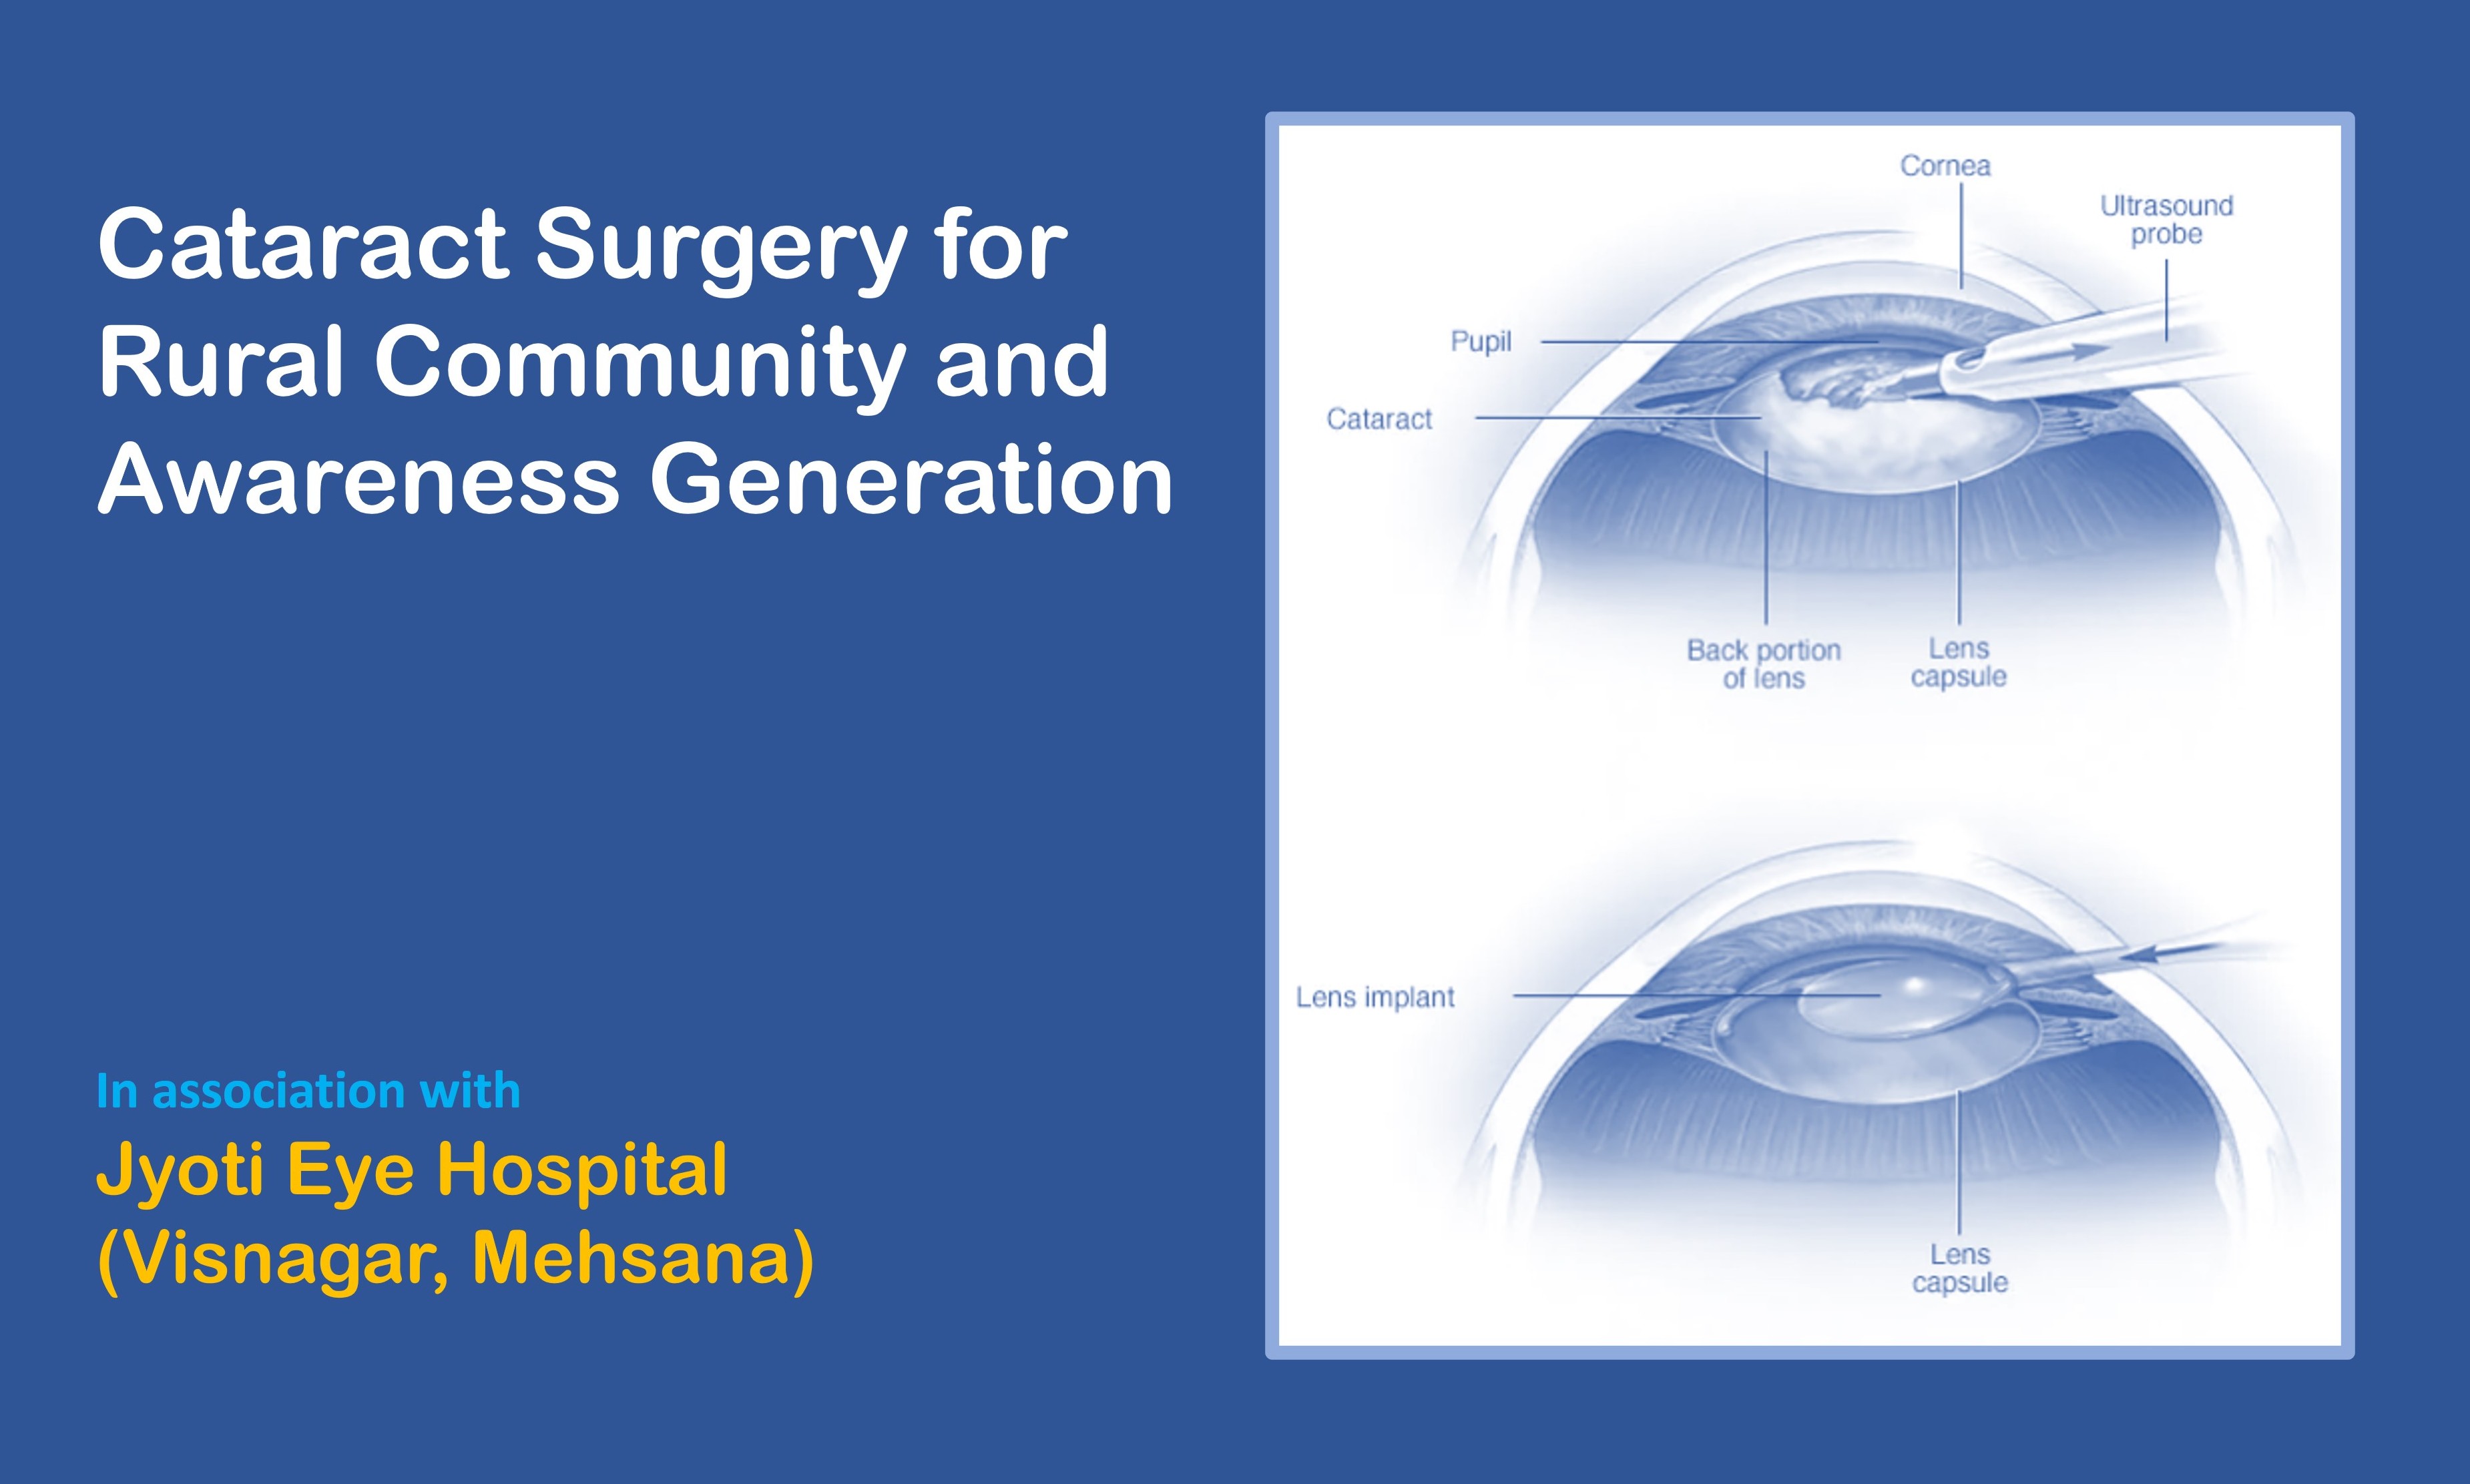 Cataract Surgery for
Rural Community and
Awareness Generation
In association with
Jyoti Eye Hospital
(Visnagar, Mehsana)
Cornea
Ultrasound
probe
Pupil
Cataract
Back portion
of lens
Lens
capsule
Lens implant
Lens
capsule